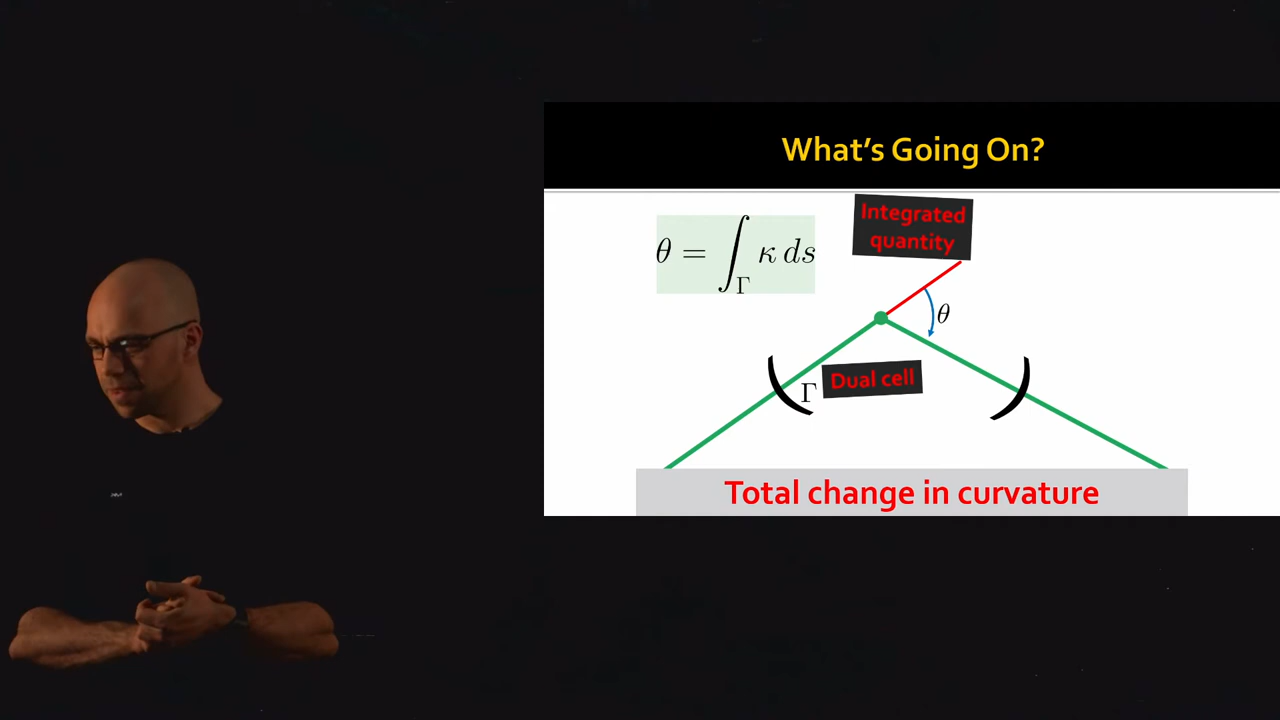 What's Going On?
Integrated
quantity
θ = ∫_Γ κ ds
θ
Γ
Dual cell
Total change in curvature